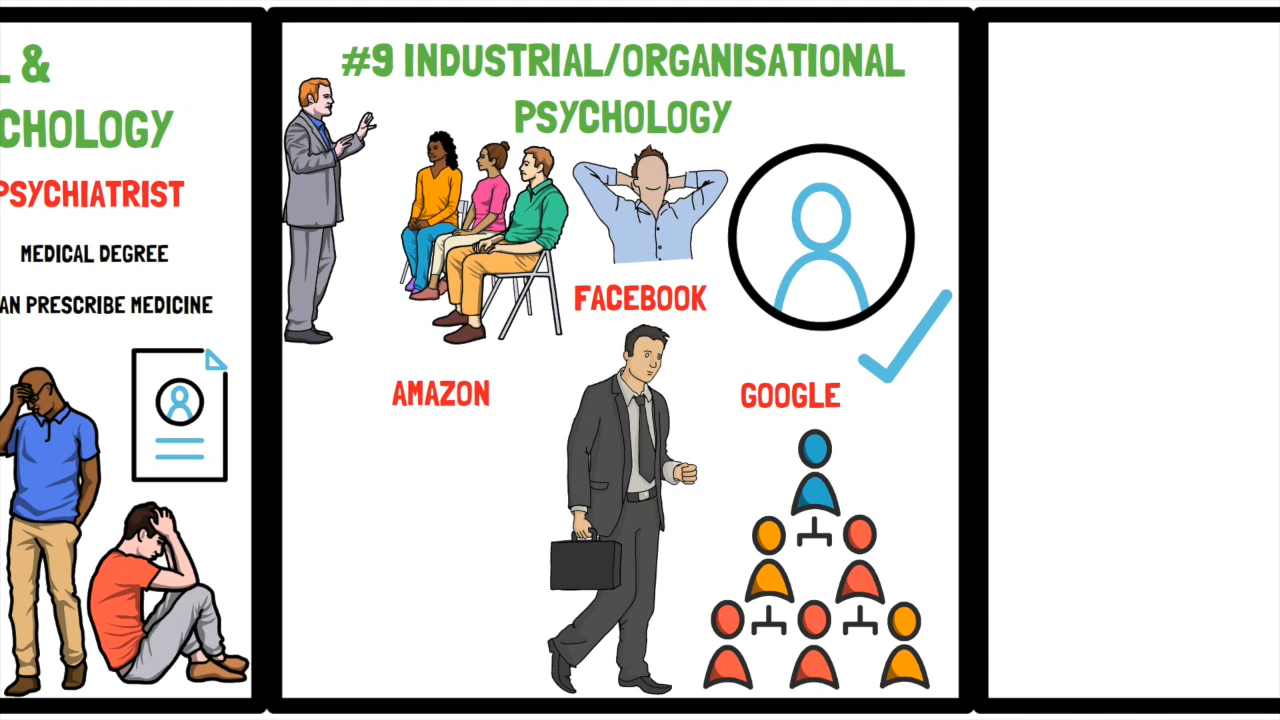 L &
CHOLOGY
PSYCHIATRIST
MEDICAL DEGREE
AN PRESCRIBE MEDICINE
#9 INDUSTRIAL/ORGANISATIONAL
PSYCHOLOGY
FACEBOOK
AMAZON
GOOGLE